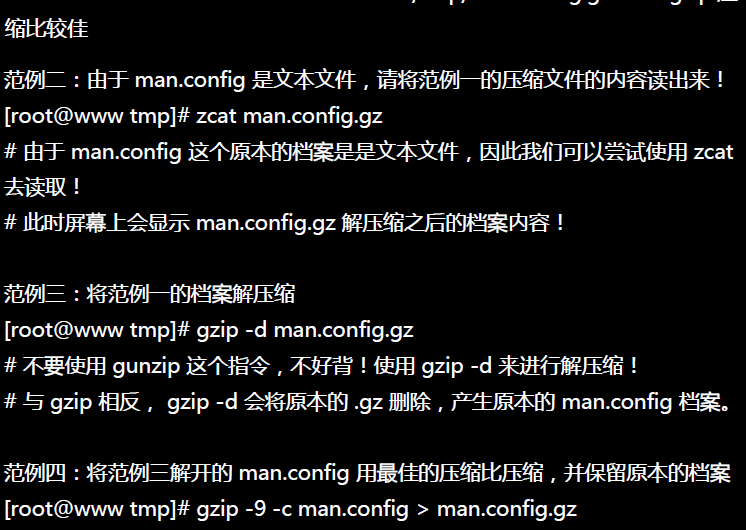 缩比较佳
范例二：由于 man.config 是文本文件，请将范例一的压缩文件的内容读出来！
[root@www tmp]# zcat man.config.gz
# 由于 man.config 这个原本的档案是是文本文件，因此我们可以尝试使用 zcat
去读取！
# 此时屏幕上会显示 man.config.gz 解压缩之后的档案内容！
范例三：将范例一的档案解压缩
[root@www tmp]# gzip -d man.config.gz
# 不要使用 gunzip 这个指令，不好背！使用 gzip -d 来进行解压缩！
# 与 gzip 相反， gzip -d 会将原本的 .gz 删除，产生原本的 man.config 档案。
范例四：将范例三解开的 man.config 用最佳的压缩比压缩，并保留原本的档案
[root@www tmp]# gzip -9 -c man.config > man.config.gz